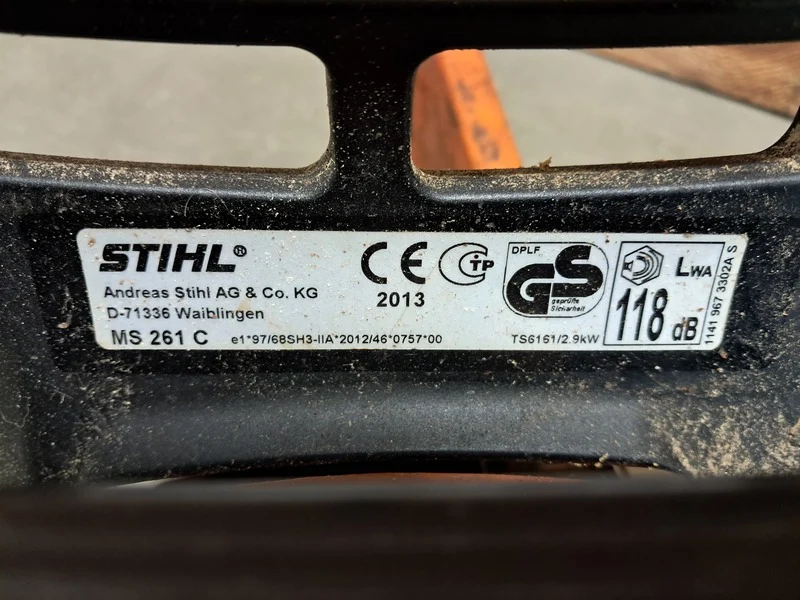 STIHL®
Andreas Stihl AG & Co. KG
D-71336 Waiblingen
MS 261 C
e1*97/68SH3-IIA*2012/46*0757*00
CE
2013
CTP
DPLF
GS
geprüfte
Sicherheit
TS6161/2.9kW
LWA
118 dB
1141 967 3302A S